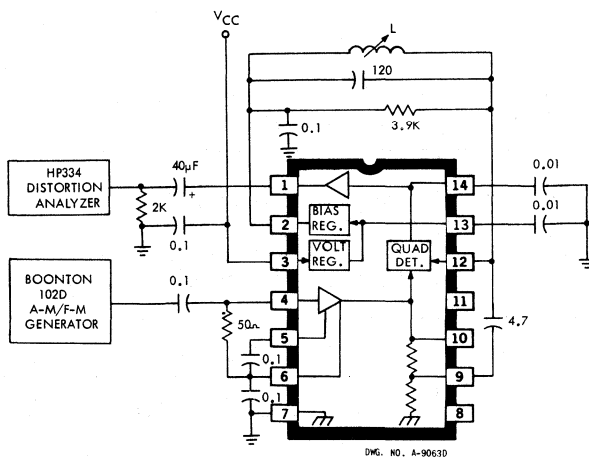 VCC
L
120
3.9K
0.1
40µF
+
HP334
DISTORTION
ANALYZER
2K
0.1
BOONTON
102D
A-M/F-M
GENERATOR
0.1
50Ω
0.1
0.1
1
2
3
4
5
6
7
BIAS
REG.
VOLT
REG.
QUAD
DET.
14
13
12
11
10
9
8
0.01
0.01
4.7
DWG. NO. A-9063D